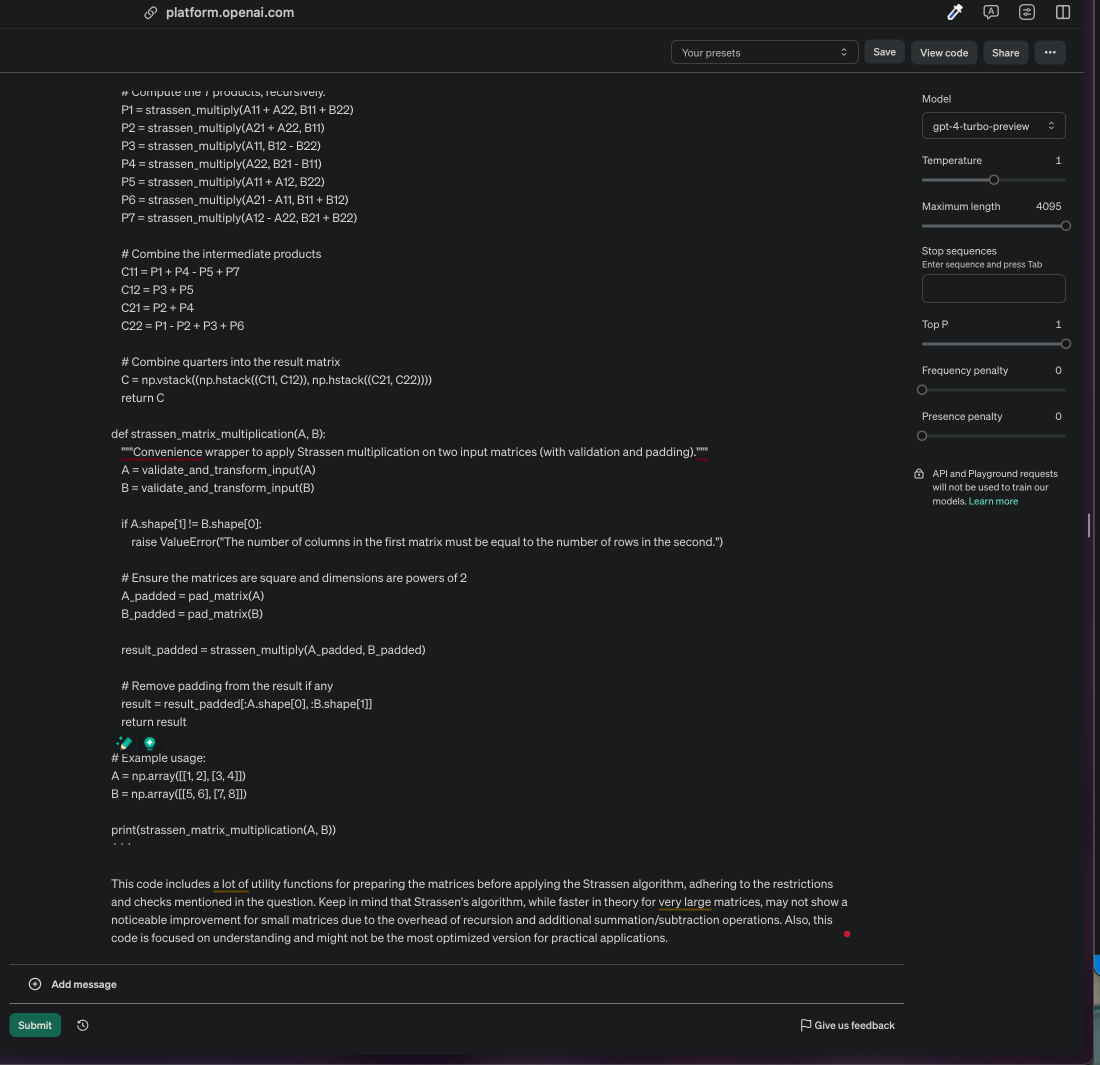 platform.openai.com
Your presets
Save
View code
Share
# Compute the 7 products, recursively.
P1 = strassen_multiply(A11 + A22, B11 + B22)
P2 = strassen_multiply(A21 + A22, B11)
P3 = strassen_multiply(A11, B12 - B22)
P4 = strassen_multiply(A22, B21 - B11)
P5 = strassen_multiply(A11 + A12, B22)
P6 = strassen_multiply(A21 - A11, B11 + B12)
P7 = strassen_multiply(A12 - A22, B21 + B22)
# Combine the intermediate products
C11 = P1 + P4 - P5 + P7
C12 = P3 + P5
C21 = P2 + P4
C22 = P1 - P2 + P3 + P6
# Combine quarters into the result matrix
C = np.vstack((np.hstack((C11, C12)), np.hstack((C21, C22))))
return C
def strassen_matrix_multiplication(A, B):
"""Convenience wrapper to apply Strassen multiplication on two input matrices (with validation and padding)."""
A = validate_and_transform_input(A)
B = validate_and_transform_input(B)
if A.shape[1] != B.shape[0]:
raise ValueError("The number of columns in the first matrix must be equal to the number of rows in the second.")
# Ensure the matrices are square and dimensions are powers of 2
A_padded = pad_matrix(A)
B_padded = pad_matrix(B)
result_padded = strassen_multiply(A_padded, B_padded)
# Remove padding from the result if any
result = result_padded[:A.shape[0], :B.shape[1]]
return result
# Example usage:
A = np.array([[1, 2], [3, 4]])
B = np.array([[5, 6], [7, 8]])
print(strassen_matrix_multiplication(A, B))
```
This code includes a lot of utility functions for preparing the matrices before applying the Strassen algorithm, adhering to the restrictions
and checks mentioned in the question. Keep in mind that Strassen's algorithm, while faster in theory for very large matrices, may not show a
noticeable improvement for small matrices due to the overhead of recursion and additional summation/subtraction operations. Also, this
code is focused on understanding and might not be the most optimized version for practical applications.
Add message
Submit
Give us feedback
Model
gpt-4-turbo-preview
Temperature 1
Maximum length 4095
Stop sequences
Enter sequence and press Tab
Top P 1
Frequency penalty 0
Presence penalty 0
API and Playground requests
will not be used to train our
models. Learn more